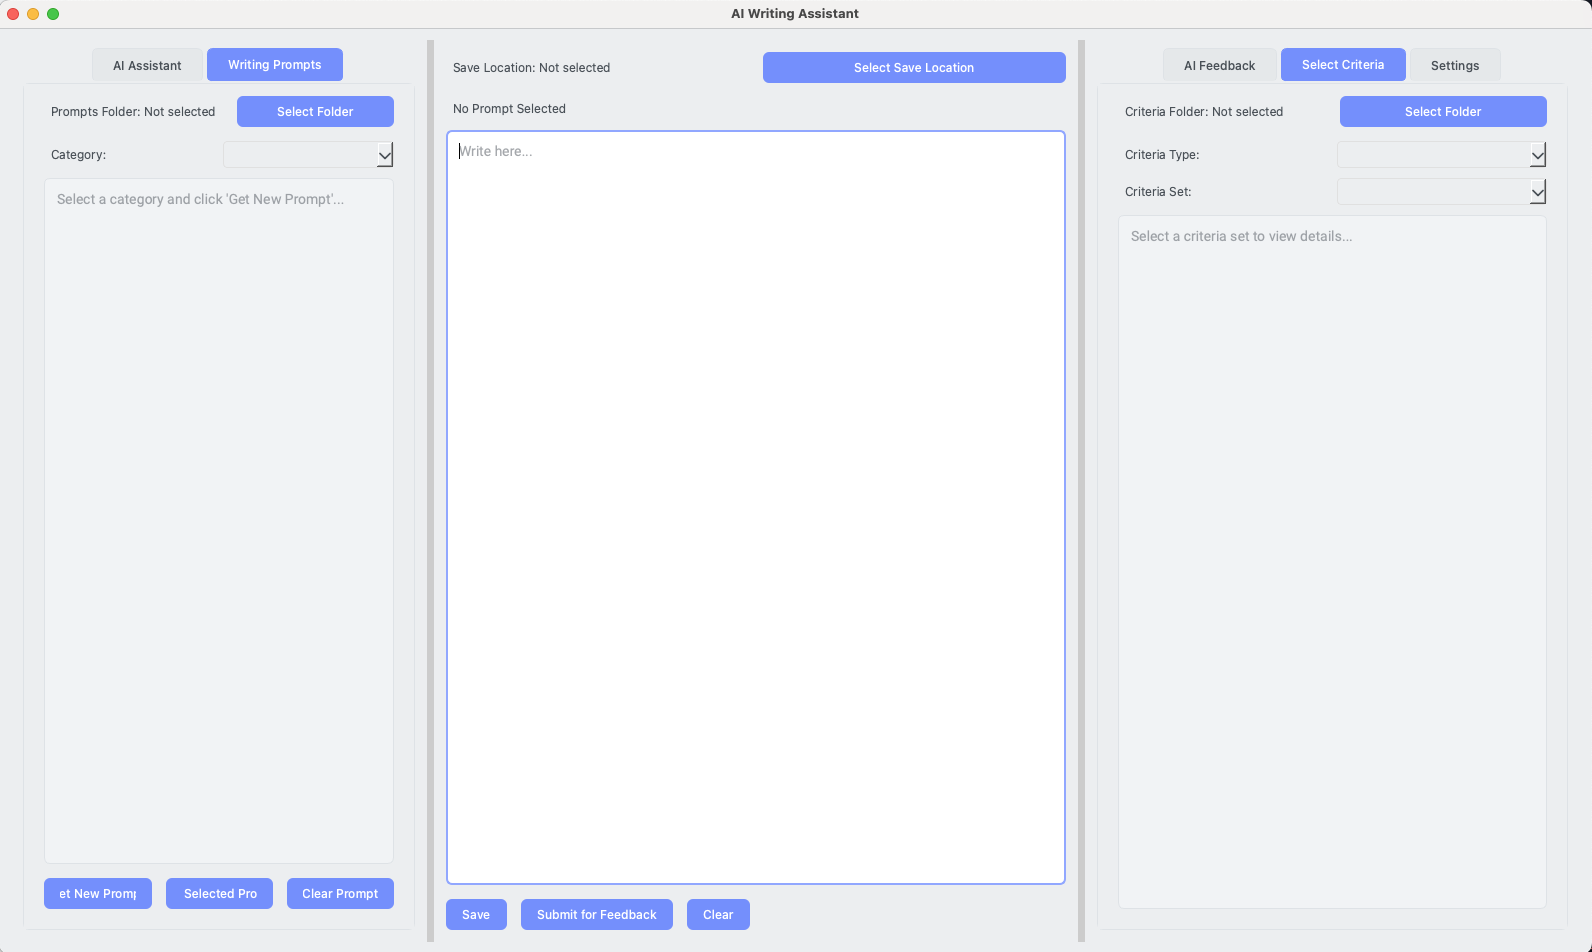 AI Writing Assistant
AI Assistant
Writing Prompts
Prompts Folder: Not selected
Select Folder
Category:
Select a category and click 'Get New Prompt'...
et New Promp
Selected Pro
Clear Prompt
Save Location: Not selected
Select Save Location
No Prompt Selected
Write here...
Save
Submit for Feedback
Clear
AI Feedback
Select Criteria
Settings
Criteria Folder: Not selected
Select Folder
Criteria Type:
Criteria Set:
Select a criteria set to view details...